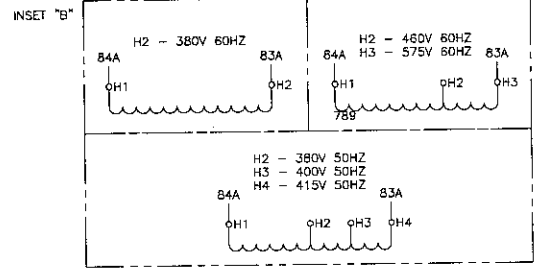 INSET "B"
H2 - 380V 60HZ
84A
83A
H1
H2
H2 - 460V 60HZ
H3 - 575V 60HZ
84A
83A
H1
H2
H3
789
H2 - 380V 50HZ
H3 - 400V 50HZ
H4 - 415V 50HZ
84A
83A
H1
H2
H3
H4